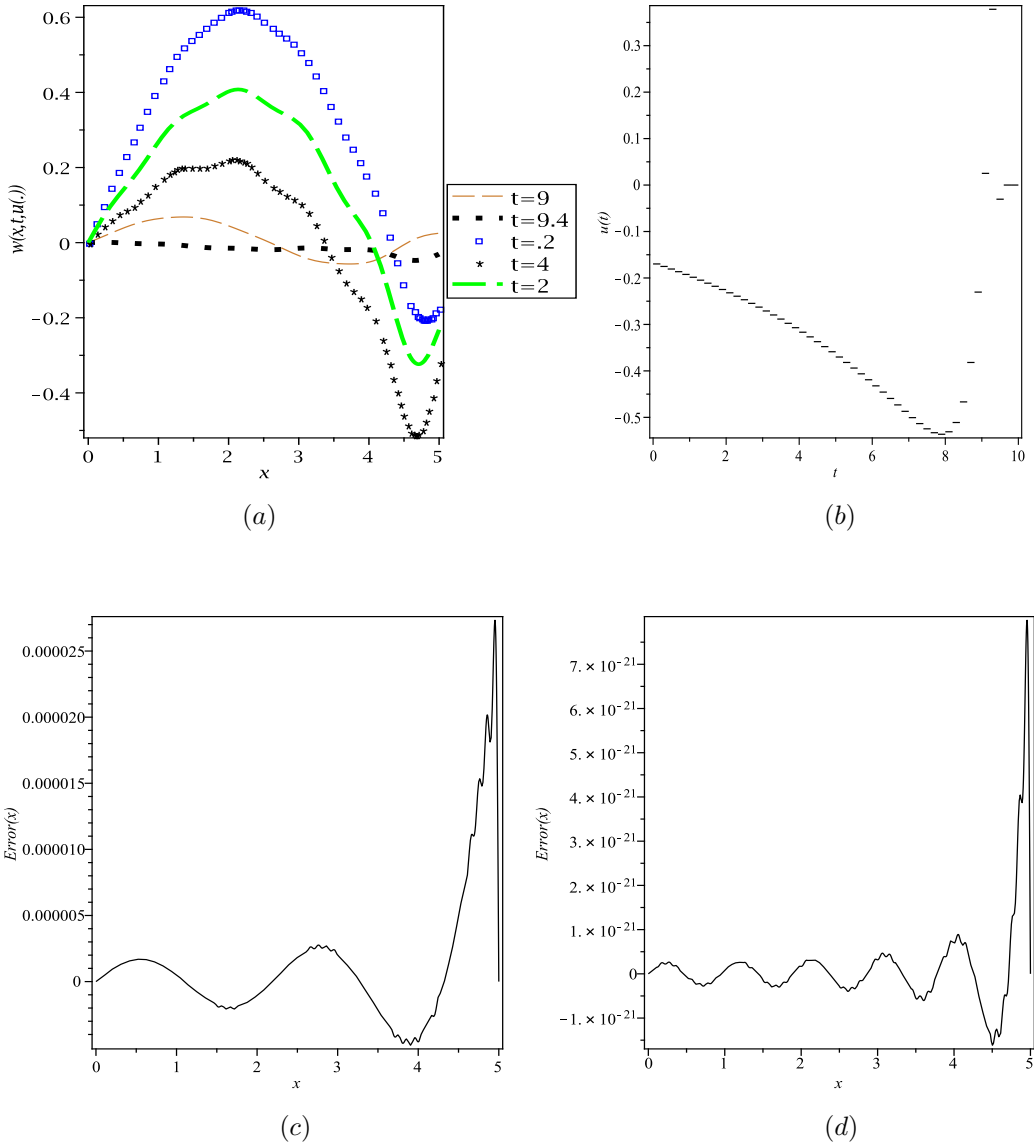 0.6
0.4
0.2
0
−0.2
−0.4
w(x,t,u(.))
0 1 2 3 4 5
x
t=9
t=9.4
t=.2
t=4
t=2
(a)
0.3
0.2
0.1
0
−0.1
−0.2
−0.3
−0.4
−0.5
u(t)
0 2 4 6 8 10
t
(b)
0.000025
0.000020
0.000015
0.000010
0.000005
0
Error(x)
0 1 2 3 4 5
x
(c)
7. × 10⁻²¹
6. × 10⁻²¹
5. × 10⁻²¹
4. × 10⁻²¹
3. × 10⁻²¹
2. × 10⁻²¹
1. × 10⁻²¹
0
−1. × 10⁻²¹
Error(x)
0 1 2 3 4 5
x
(d)